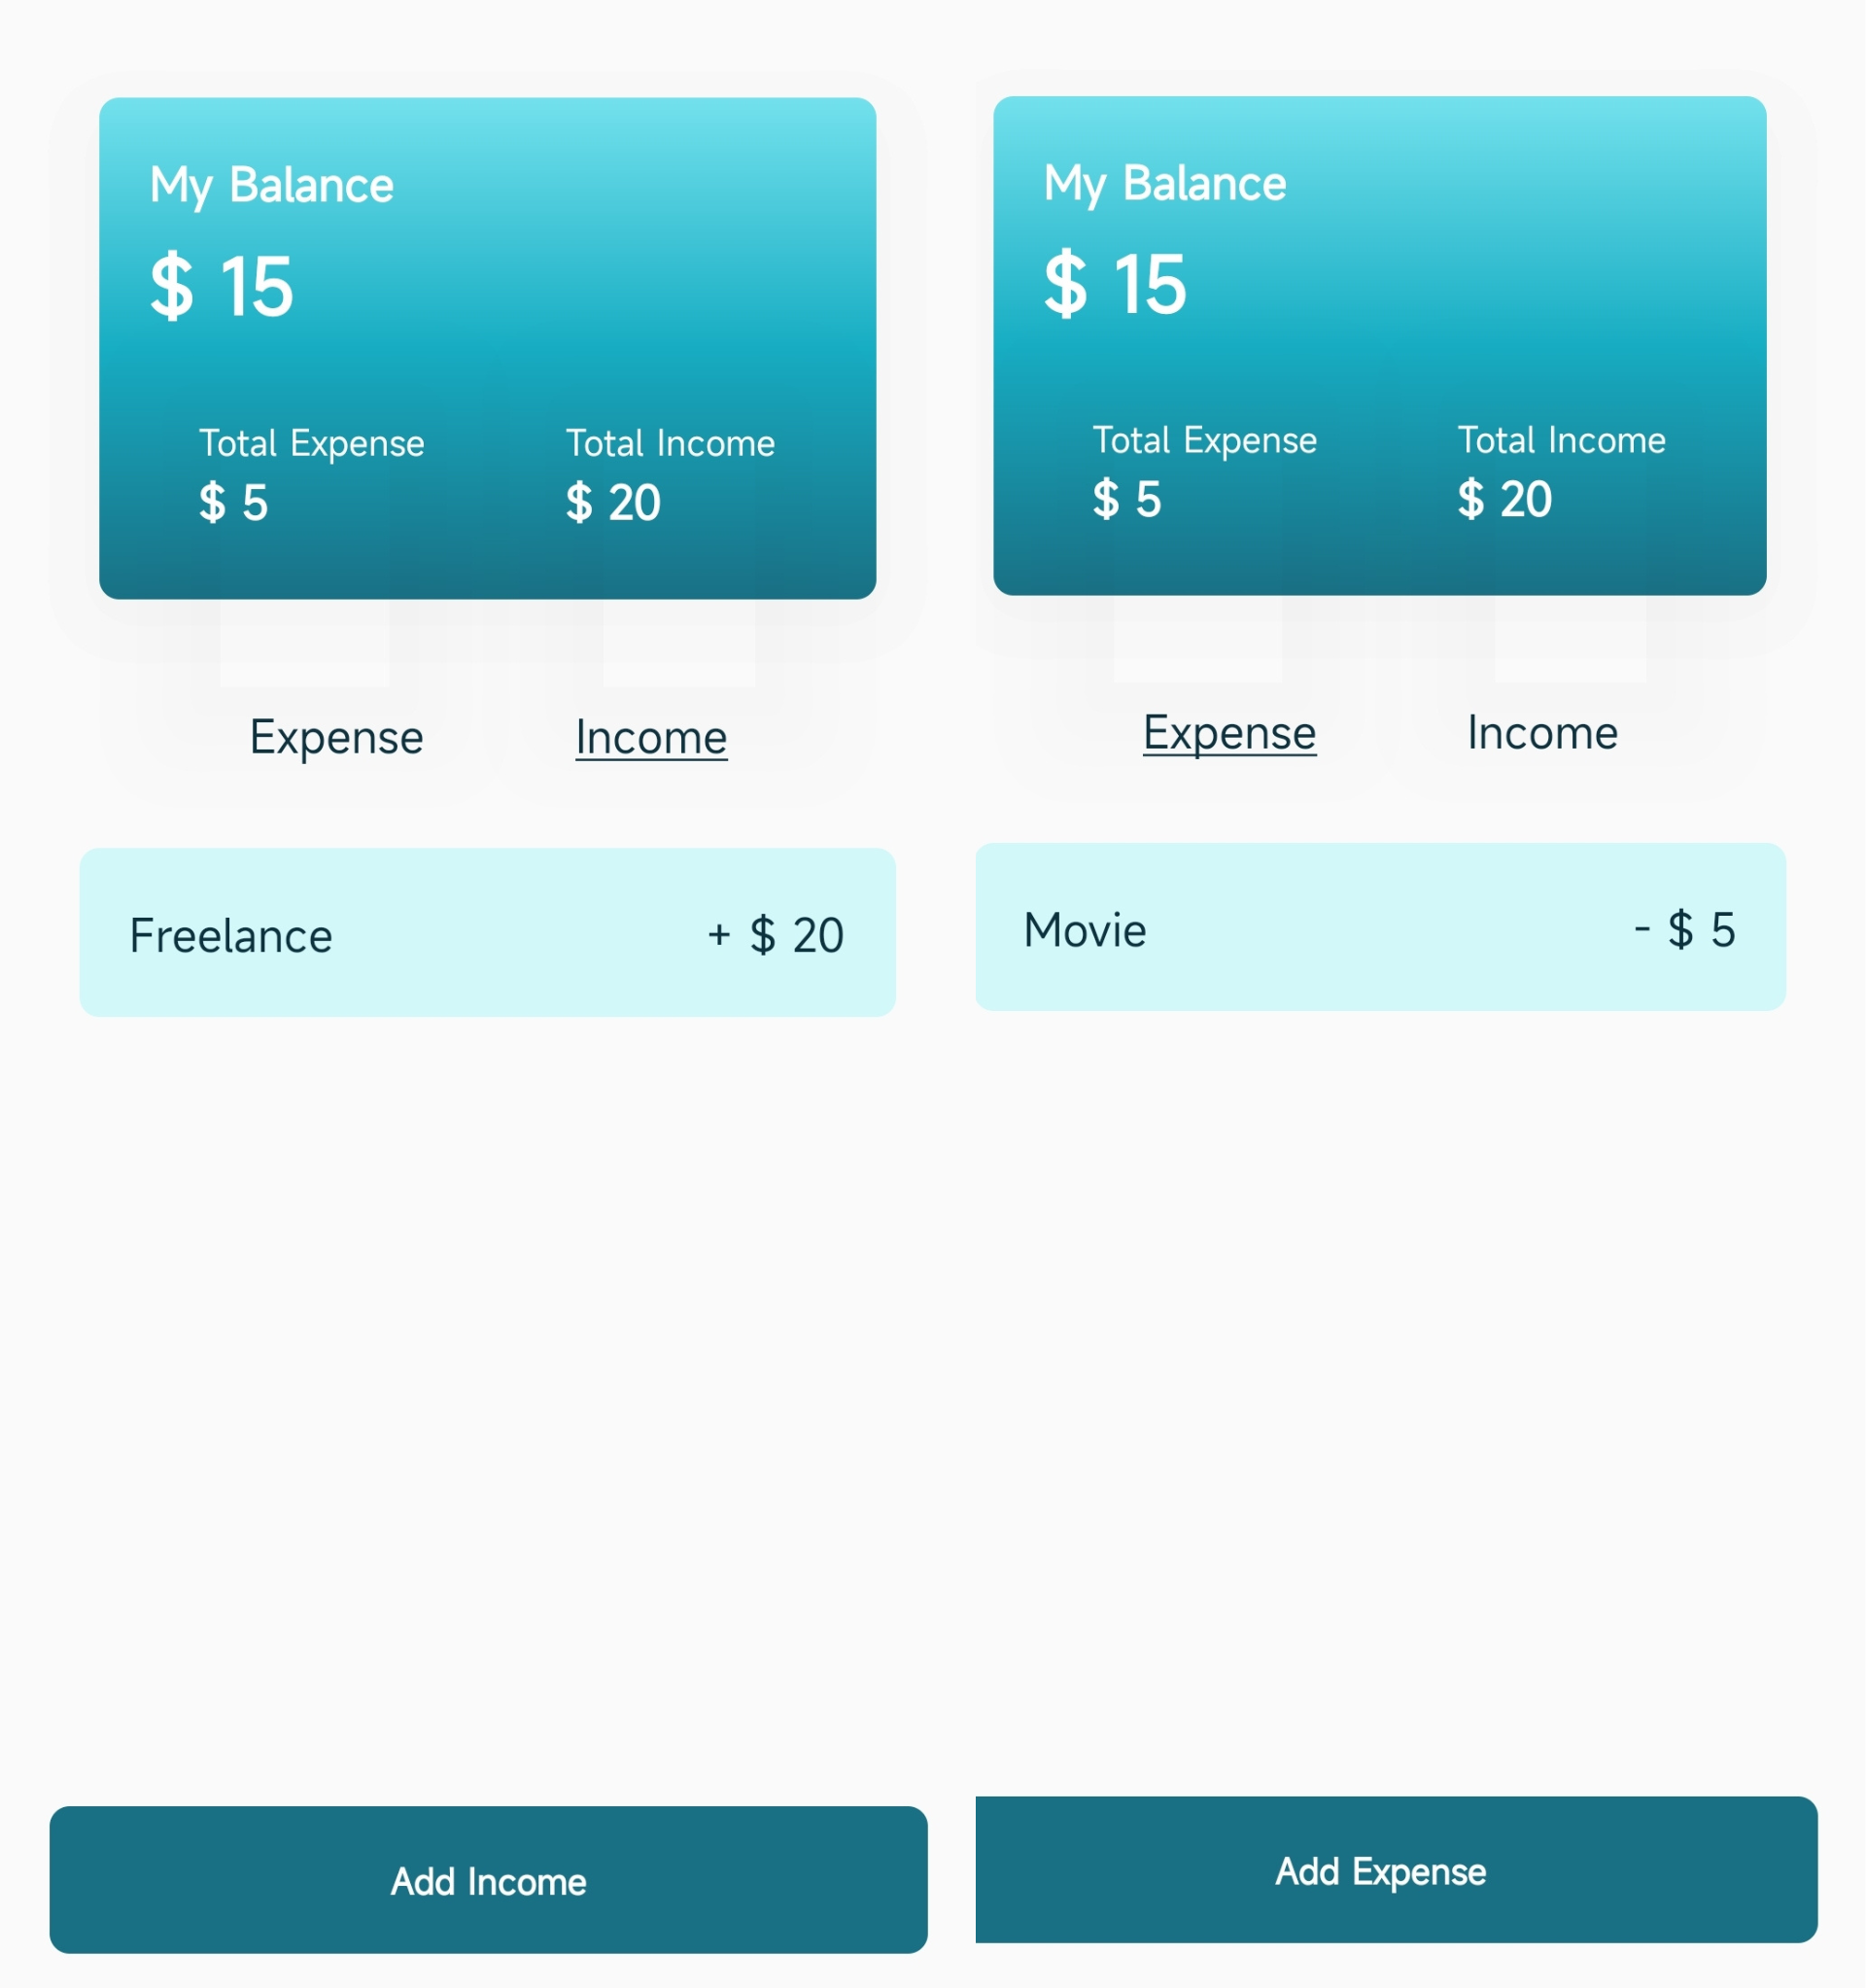 My Balance
$ 15
Total Expense
Total Income
$ 5
$ 20
Expense
Income
Freelance
+ $ 20
Add Income
My Balance
$ 15
Total Expense
Total Income
$ 5
$ 20
Expense
Income
Movie
- $ 5
Add Expense